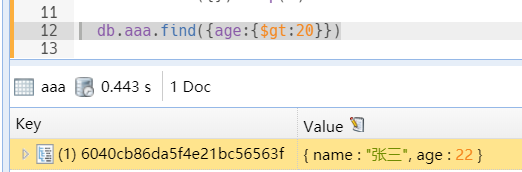 11
12 db.aaa.find({age:{$gt:20}})
13
aaa 0.443 s 1 Doc
Key Value
(1) 6040cb86da5f4e21bc56563f { name : "张三", age : 22 }